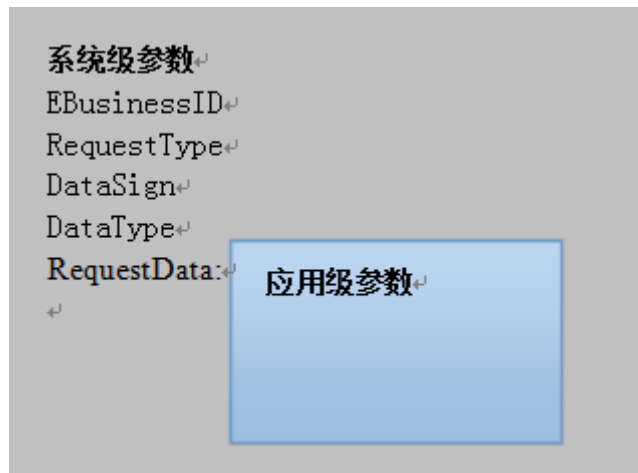 系统级参数
EBusinessID
RequestType
DataSign
DataType
RequestData:
应用级参数